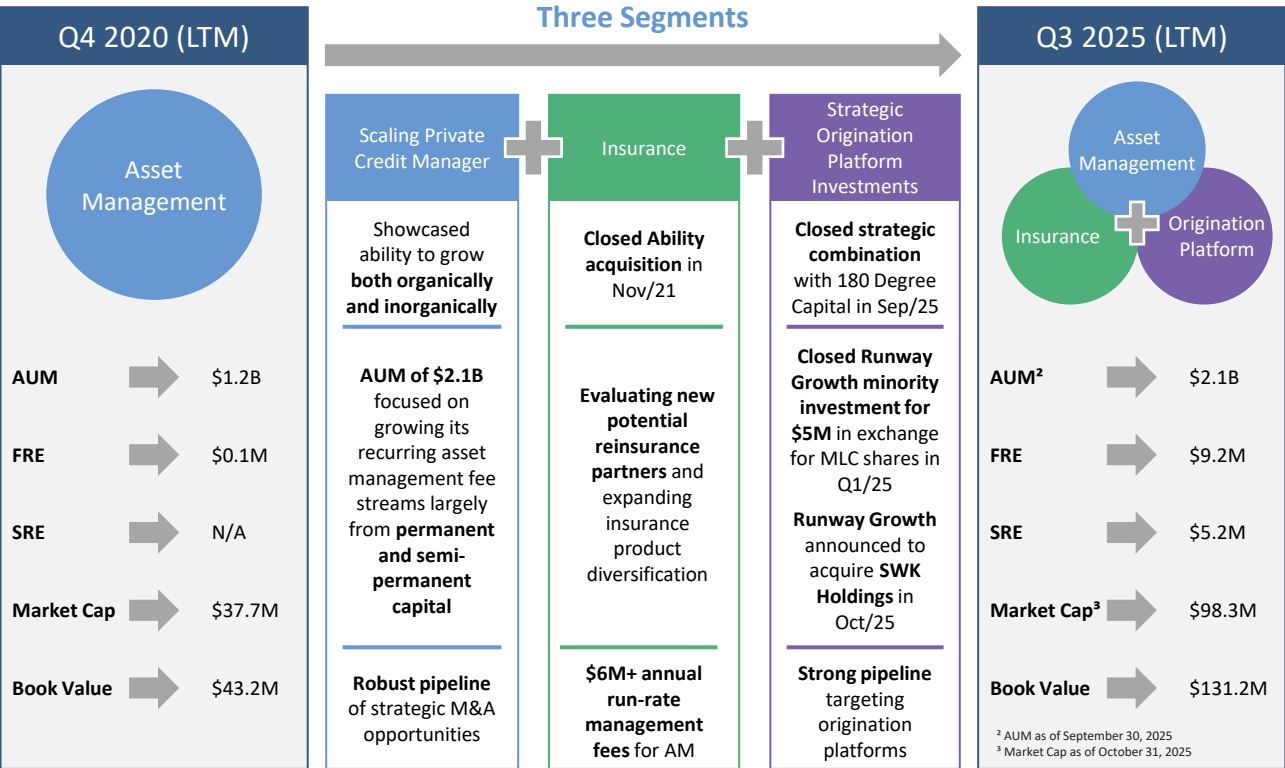 Three Segments
Q4 2020 (LTM)
Asset
Management
AUM $1.2B
FRE $0.1M
SRE N/A
Market Cap $37.7M
Book Value $43.2M
Scaling Private
Credit Manager
Showcased
ability to grow
both organically
and inorganically
AUM of $2.1B
focused on
growing its
recurring asset
management fee
streams largely
from permanent
and semi-
permanent
capital
Robust pipeline
of strategic M&A
opportunities
Insurance
Closed Ability
acquisition in
Nov/21
Evaluating new
potential
reinsurance
partners and
expanding
insurance
product
diversification
$6M+ annual
run-rate
management
fees for AM
Strategic
Origination
Platform
Investments
Closed strategic
combination
with 180 Degree
Capital in Sep/25
Closed Runway
Growth minority
investment for
$5M in exchange
for MLC shares in
Q1/25
Runway Growth
announced to
acquire SWK
Holdings in
Oct/25
Strong pipeline
targeting
origination
platforms
Q3 2025 (LTM)
Asset
Management
Insurance
Origination
Platform
AUM² $2.1B
FRE $9.2M
SRE $5.2M
Market Cap³ $98.3M
Book Value $131.2M
² AUM as of September 30, 2025
³ Market Cap as of October 31, 2025